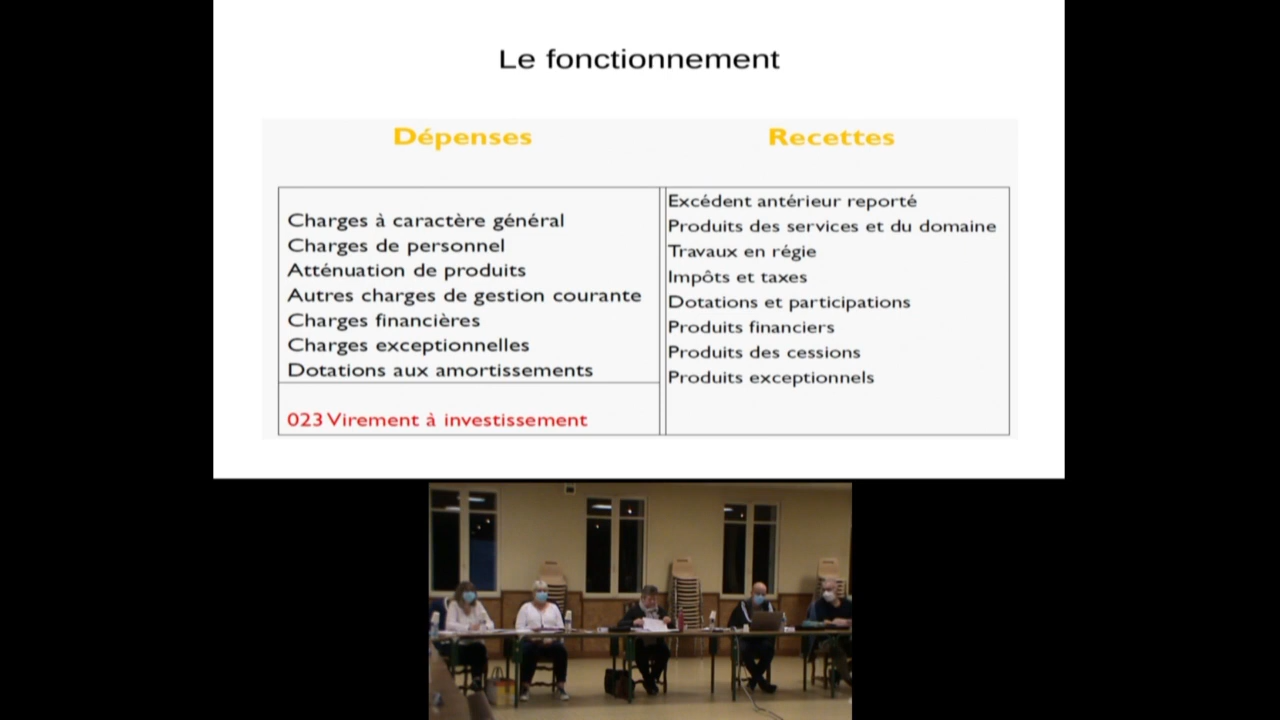 Le fonctionnement
Dépenses
Recettes
Charges à caractère général
Charges de personnel
Atténuation de produits
Autres charges de gestion courante
Charges financières
Charges exceptionnelles
Dotations aux amortissements
023 Virement à investissement
Excédent antérieur reporté
Produits des services et du domaine
Travaux en régie
Impôts et taxes
Dotations et participations
Produits financiers
Produits des cessions
Produits exceptionnels